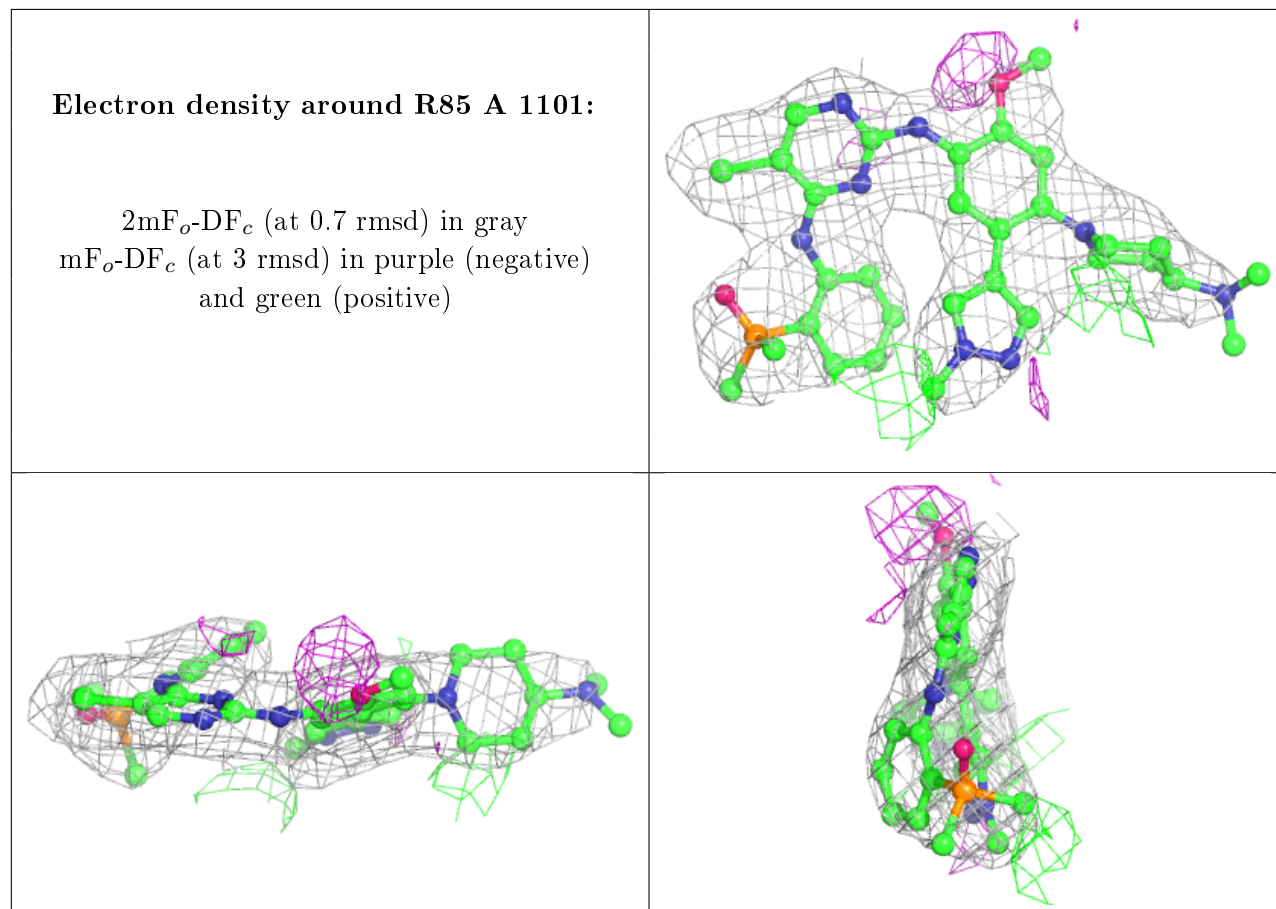 Electron density around R85 A 1101:
2mFo-DFc (at 0.7 rmsd) in gray
mFo-DFc (at 3 rmsd) in purple (negative)
and green (positive)